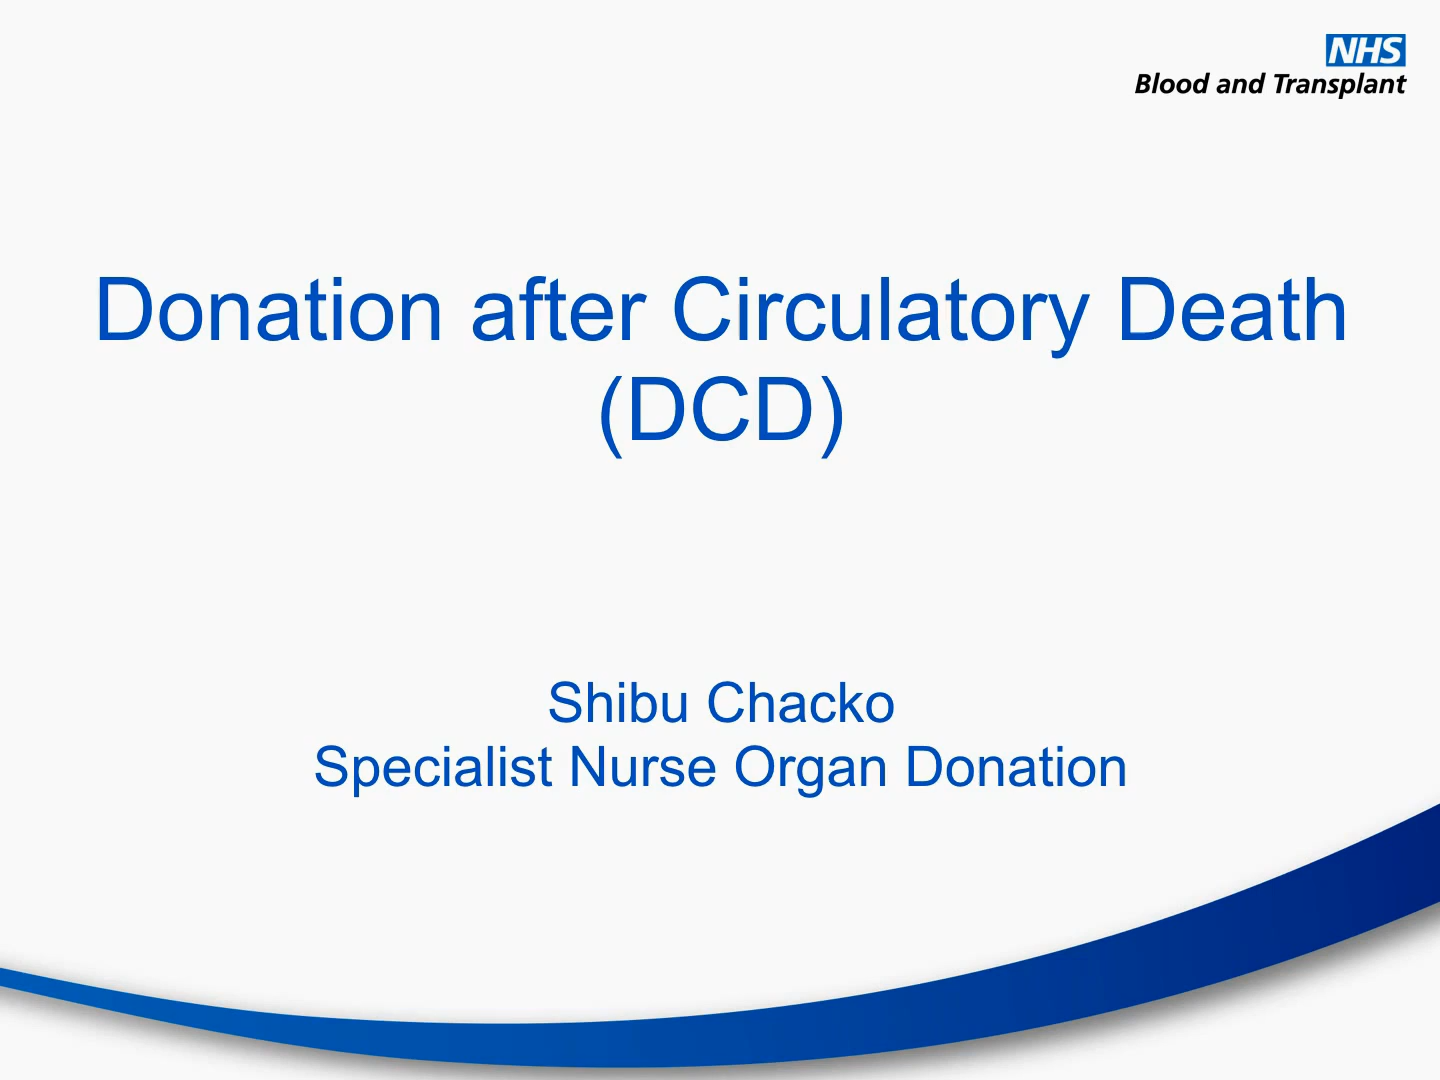 NHS
Blood and Transplant
Donation after Circulatory Death
(DCD)
Shibu Chacko
Specialist Nurse Organ Donation